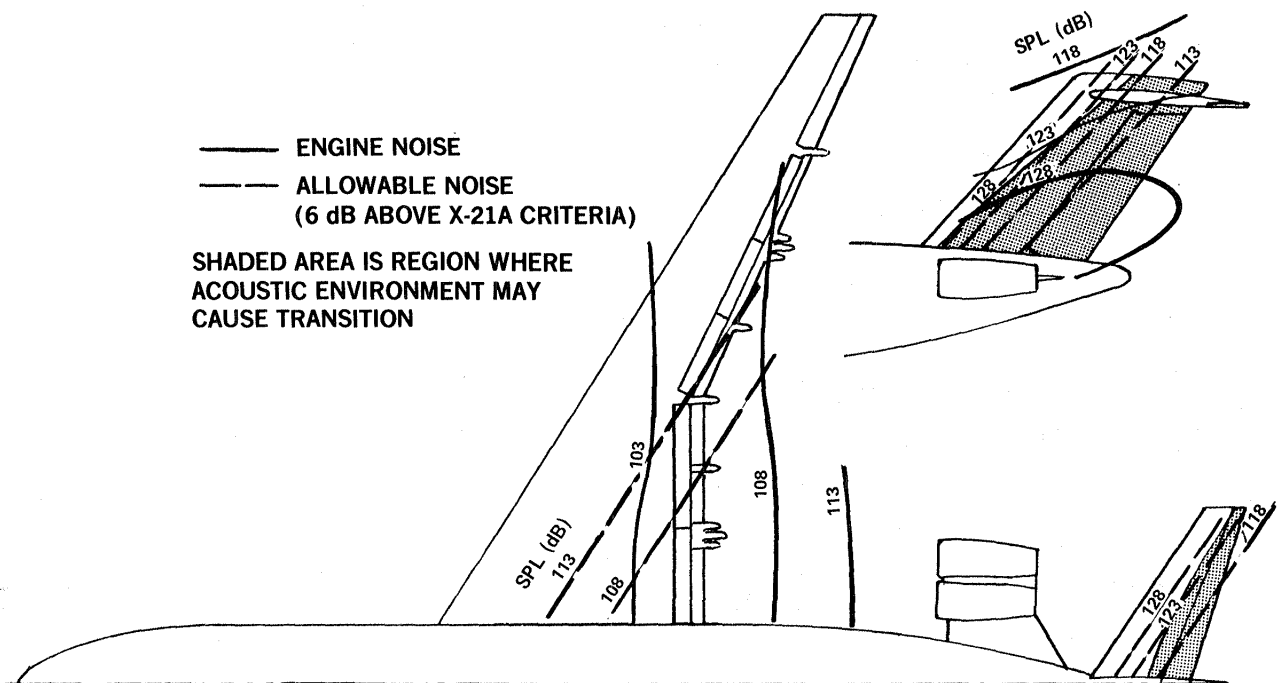 ENGINE NOISE
ALLOWABLE NOISE
(6 dB ABOVE X-21A CRITERIA)
SHADED AREA IS REGION WHERE
ACOUSTIC ENVIRONMENT MAY
CAUSE TRANSITION
SPL (dB)
118
123
118
113
123
128
128
103
108
113
SPL (dB)
113
108
118
128
123